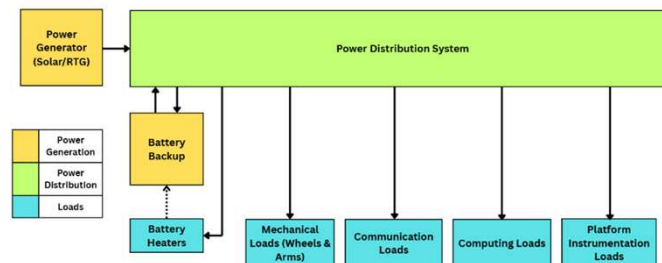 Power
Generator
(Solar/RTG)
Power Distribution System
Battery
Backup
Power
Generation
Power
Distribution
Loads
Battery
Heaters
Mechanical
Loads (Wheels &
Arms)
Communication
Loads
Computing Loads
Platform
Instrumentation
Loads